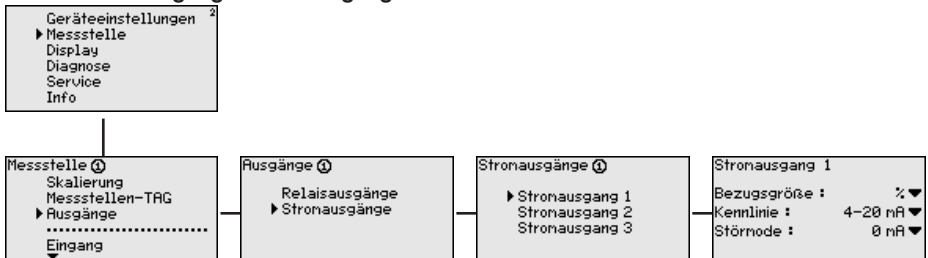 Geräteeinstellungen 2
Messstelle
Display
Diagnose
Service
Info
Messstelle ①
Skalierung
Messstellen-TAG
Ausgänge
Eingang
Ausgänge ①
Relaisausgänge
Stromausgänge
Stromausgänge ①
Stromausgang 1
Stromausgang 2
Stromausgang 3
Stromausgang 1
Bezugsgröße : %
Kennlinie : 4-20 mA
Störmode : 0 mA